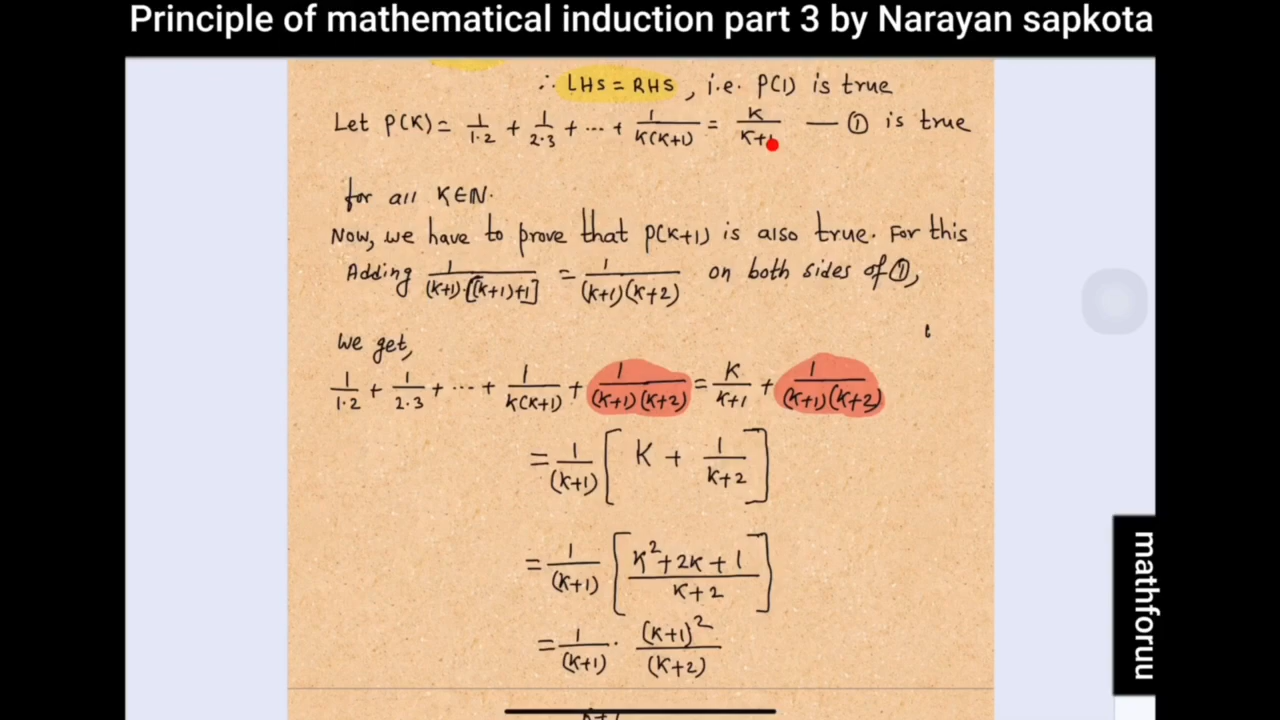 Principle of mathematical induction part 3 by Narayan sapkota
∴ LHS = RHS, i.e. P(1) is true
Let P(K) = 1/1·2 + 1/2·3 + ... + 1/K(K+1) = K/K+1 — ① is true
for all K∈N.
Now, we have to prove that P(K+1) is also true. For this
Adding 1/(K+1)·[(K+1)+1] = 1/(K+1)(K+2) on both sides of ①,
We get,
1/1·2 + 1/2·3 + ... + 1/K(K+1) + 1/(K+1)(K+2) = K/K+1 + 1/(K+1)(K+2)
= 1/(K+1) [ K + 1/K+2 ]
= 1/(K+1) [ K²+2K+1/K+2 ]
= 1/(K+1) · (K+1)²/(K+2)
mathforuu